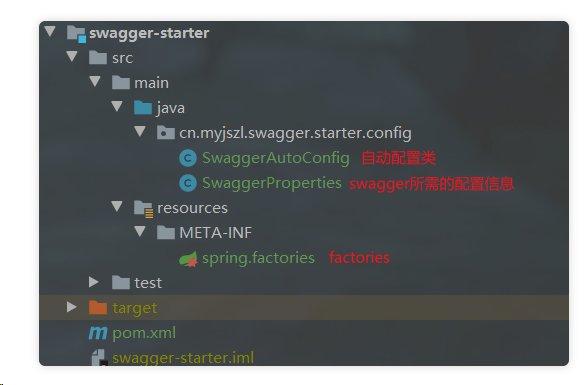 swagger-starter
src
main
java
cn.myjszl.swagger.starter.config
SwaggerAutoConfig 自动配置类
SwaggerProperties swagger所需的配置信息
resources
META-INF
spring.factories factories
test
target
pom.xml
swagger-starter.iml